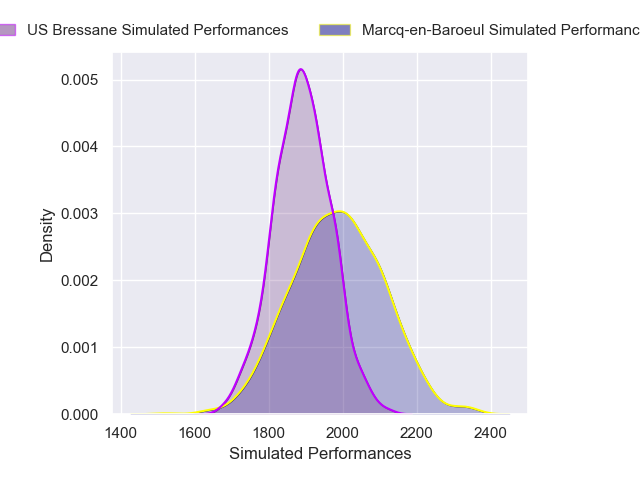 US Bressane Simulated Performances
Marcq-en-Baroeul Simulated Performanc
0.005
0.004
0.003
0.002
0.001
0.000
Density
1400 1600 1800 2000 2200 2400
Simulated Performances